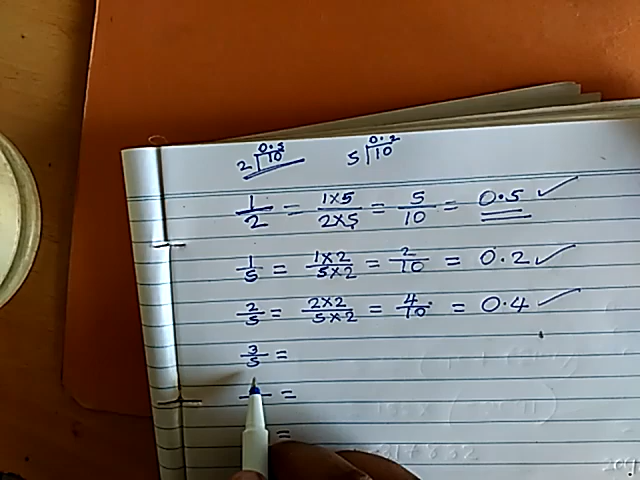 2⟌10 0.5 5⟌10 0.2
1/2 = 1×5/2×5 = 5/10 = 0.5 ✓
1/5 = 1×2/5×2 = 2/10 = 0.2 ✓
2/5 = 2×2/5×2 = 4/10 = 0.4 ✓
3/5 =
=
=